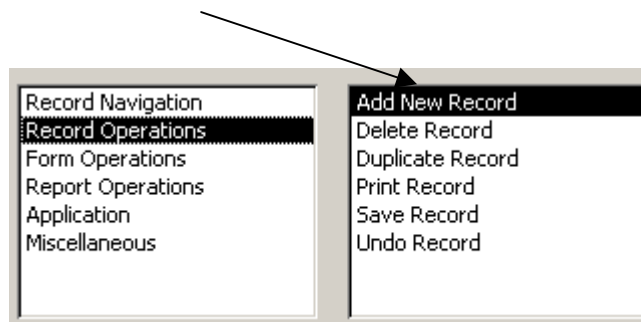 Record Navigation
Record Operations
Form Operations
Report Operations
Application
Miscellaneous
Add New Record
Delete Record
Duplicate Record
Print Record
Save Record
Undo Record